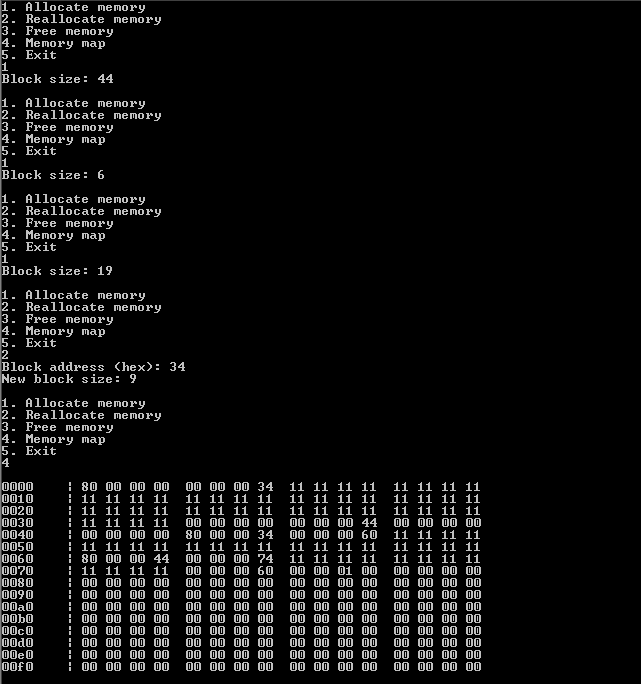 1. Allocate memory
2. Reallocate memory
3. Free memory
4. Memory map
5. Exit
1
Block size: 44
1. Allocate memory
2. Reallocate memory
3. Free memory
4. Memory map
5. Exit
1
Block size: 6
1. Allocate memory
2. Reallocate memory
3. Free memory
4. Memory map
5. Exit
1
Block size: 19
1. Allocate memory
2. Reallocate memory
3. Free memory
4. Memory map
5. Exit
2
Block address (hex): 34
New block size: 9
1. Allocate memory
2. Reallocate memory
3. Free memory
4. Memory map
5. Exit
4
0000 | 80 00 00 00 00 00 00 34 11 11 11 11 11 11 11 11
0010 | 11 11 11 11 11 11 11 11 11 11 11 11 11 11 11 11
0020 | 11 11 11 11 11 11 11 11 11 11 11 11 11 11 11 11
0030 | 11 11 11 11 00 00 00 00 00 00 00 44 00 00 00 00
0040 | 00 00 00 00 80 00 00 34 00 00 00 60 11 11 11 11
0050 | 11 11 11 11 11 11 11 11 11 11 11 11 11 11 11 11
0060 | 80 00 00 44 00 00 00 74 11 11 11 11 11 11 11 11
0070 | 11 11 11 11 00 00 00 60 00 00 01 00 00 00 00 00
0080 | 00 00 00 00 00 00 00 00 00 00 00 00 00 00 00 00
0090 | 00 00 00 00 00 00 00 00 00 00 00 00 00 00 00 00
00a0 | 00 00 00 00 00 00 00 00 00 00 00 00 00 00 00 00
00b0 | 00 00 00 00 00 00 00 00 00 00 00 00 00 00 00 00
00c0 | 00 00 00 00 00 00 00 00 00 00 00 00 00 00 00 00
00d0 | 00 00 00 00 00 00 00 00 00 00 00 00 00 00 00 00
00e0 | 00 00 00 00 00 00 00 00 00 00 00 00 00 00 00 00
00f0 | 00 00 00 00 00 00 00 00 00 00 00 00 00 00 00 00